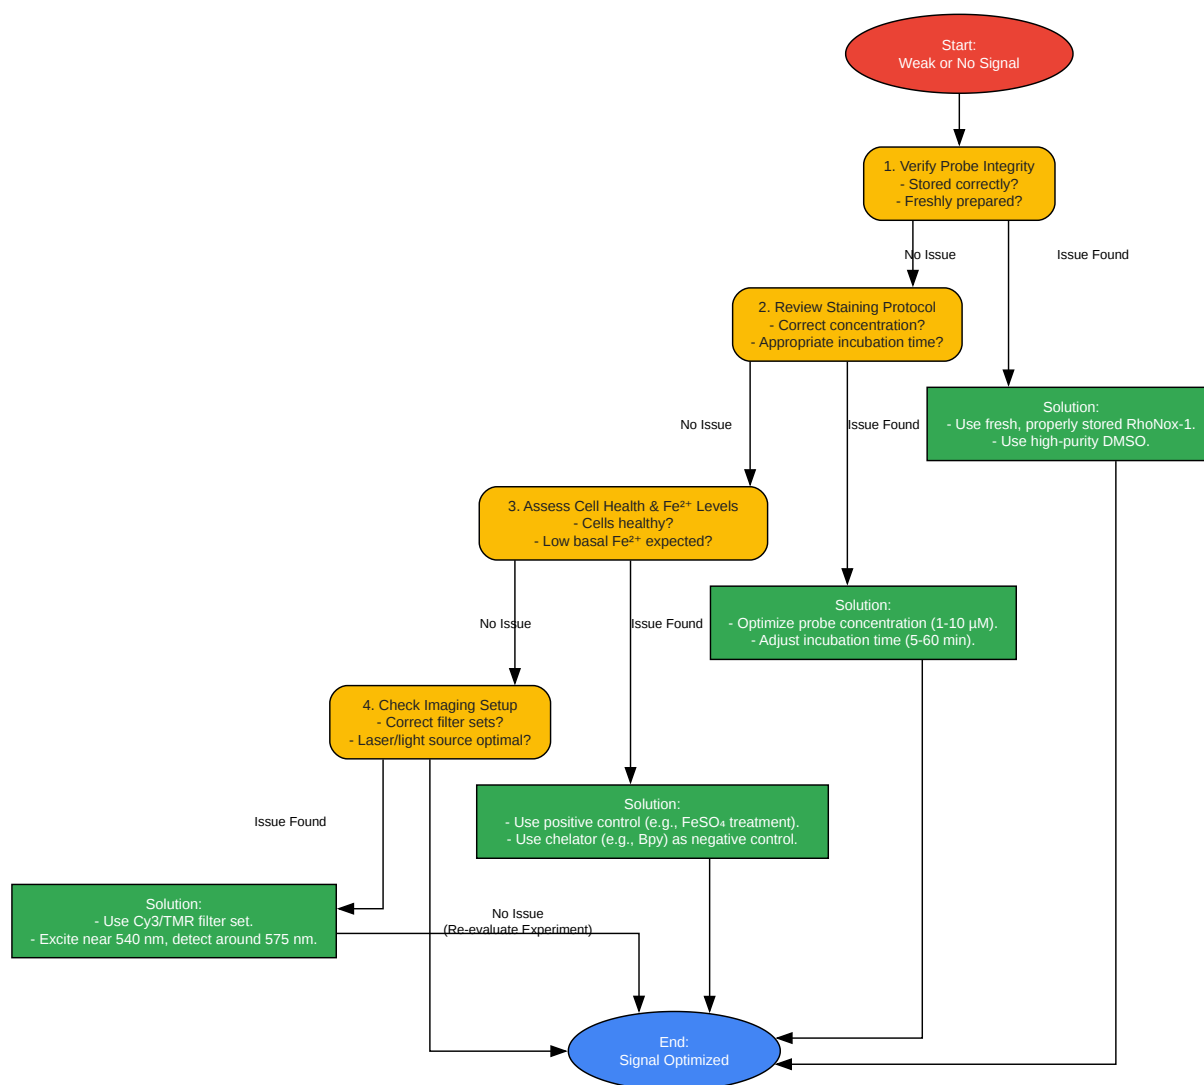 Start:
Weak or No Signal
1. Verify Probe Integrity
- Stored correctly?
- Freshly prepared?
No Issue
Issue Found
2. Review Staining Protocol
- Correct concentration?
- Appropriate incubation time?
Solution:
- Use fresh, properly stored RhoNox-1.
- Use high-purity DMSO.
No Issue
Issue Found
3. Assess Cell Health & Fe²⁺ Levels
- Cells healthy?
- Low basal Fe²⁺ expected?
Solution:
- Optimize probe concentration (1-10 µM).
- Adjust incubation time (5-60 min).
No Issue
Issue Found
4. Check Imaging Setup
- Correct filter sets?
- Laser/light source optimal?
Solution:
- Use positive control (e.g., FeSO₄ treatment).
- Use chelator (e.g., Bpy) as negative control.
Issue Found
Solution:
- Use Cy3/TMR filter set.
- Excite near 540 nm, detect around 575 nm.
No Issue
(Re-evaluate Experiment)
End:
Signal Optimized